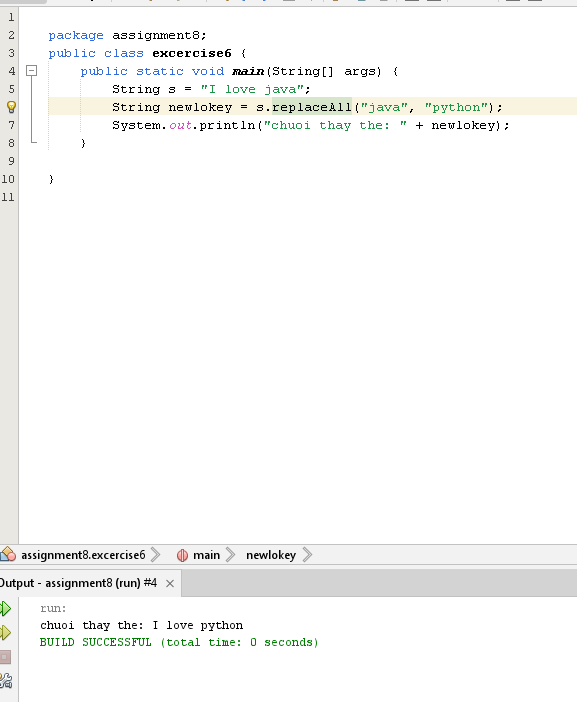 1
2 package assignment8;
3 public class excercise6 {
4 public static void main(String[] args) {
5 String s = "I love java";
String newlokey = s.replaceAll("java", "python");
7 System.out.println("chuoi thay the: " + newlokey);
8 }
9
10 }
11
assignment8.excercise6 main newlokey
Output - assignment8 (run) #4 ×
run:
chuoi thay the: I love python
BUILD SUCCESSFUL (total time: 0 seconds)